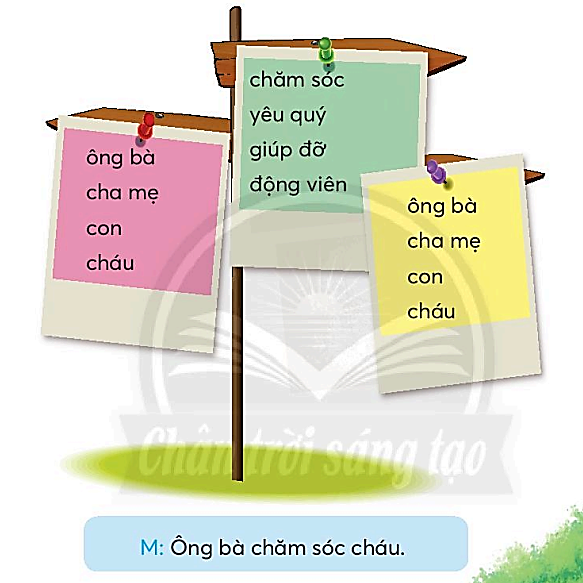 chăm sóc
yêu quý
giúp đỡ
động viên
ông bà
cha mẹ
con
cháu
ông bà
cha mẹ
con
cháu
Chân trời sáng tạo
M: Ông bà chăm sóc cháu.